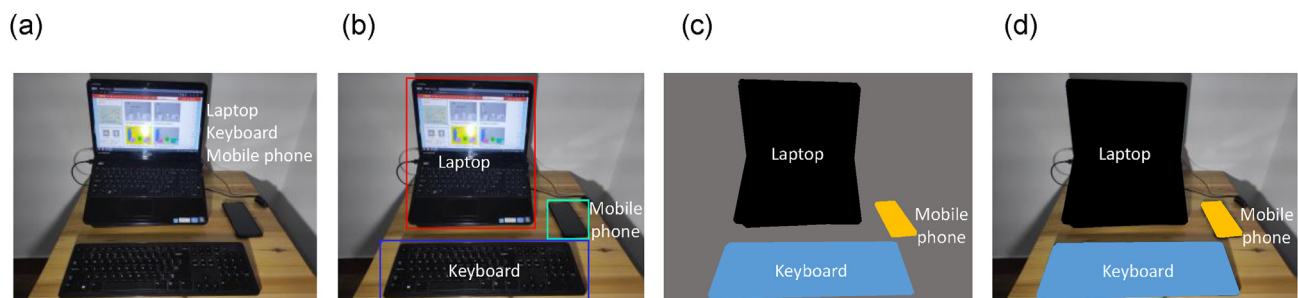 (a)
(b)
(c)
(d)
Laptop
Keyboard
Mobile phone
Laptop
Mobile
phone
Keyboard
Laptop
Mobile
phone
Keyboard
Laptop
Mobile
phone
Keyboard